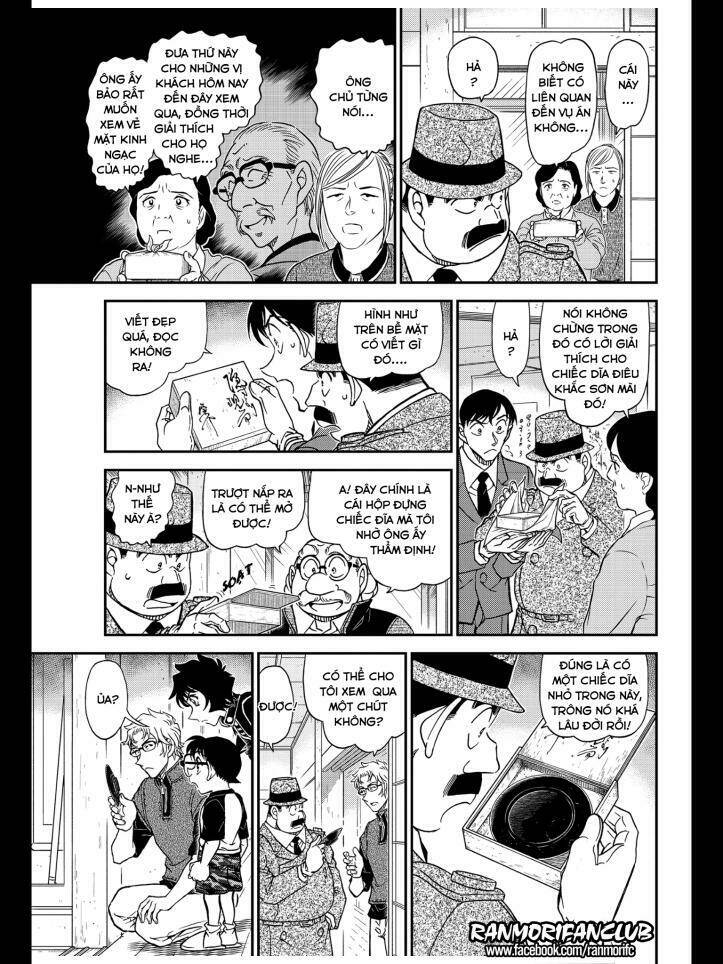 CÁI
NÀY...
KHÔNG
BIẾT CÓ
LIÊN QUAN
ĐẾN VỤ ÁN
KHÔNG...
HẢ?
ÔNG
CHỦ TỪNG
NÓI...
ĐƯA THỨ NÀY
CHO NHỮNG VỊ
KHÁCH HÔM NAY
ĐẾN ĐÂY XEM
QUA, ĐỒNG THỜI
GIẢI THÍCH
CHO HỌ
NGHE...
ÔNG ẤY
BẢO RẤT
MUỐN
XEM VẺ
MẶT KINH
NGẠC
CỦA HỌ!
NÓI KHÔNG
CHỪNG TRONG
ĐÓ CÓ LỜI GIẢI
THÍCH CHO
CHIẾC DĨA ĐIÊU
KHẮC SƠN MÀI
ĐÓ!
HẢ
?
HÌNH NHƯ
TRÊN BỀ MẶT
CÓ VIẾT GÌ
ĐÓ....
VIẾT ĐẸP
QUÁ, ĐỌC
KHÔNG
RA!
A! ĐÂY CHÍNH LÀ
CÁI HỘP ĐỰNG
CHIẾC DĨA MÀ TÔI
NHỜ ÔNG ẤY
THẨM ĐỊNH!
TRƯỢT NẮP RA
LÀ CÓ THỂ MỞ
ĐƯỢC!
SOẠT
N-NHƯ
THẾ
NÀY À?
ĐÚNG LÀ CÓ
MỘT CHIẾC DĨA
NHỎ TRONG NÀY,
TRÔNG NÓ KHÁ
LÂU ĐỜI RỒI!
CÓ THỂ CHO
TÔI XEM QUA
MỘT CHÚT
KHÔNG?
ĐƯỢC!
ỦA?
RANMORIFANCLUB
www.facebook.com/ranmorifc